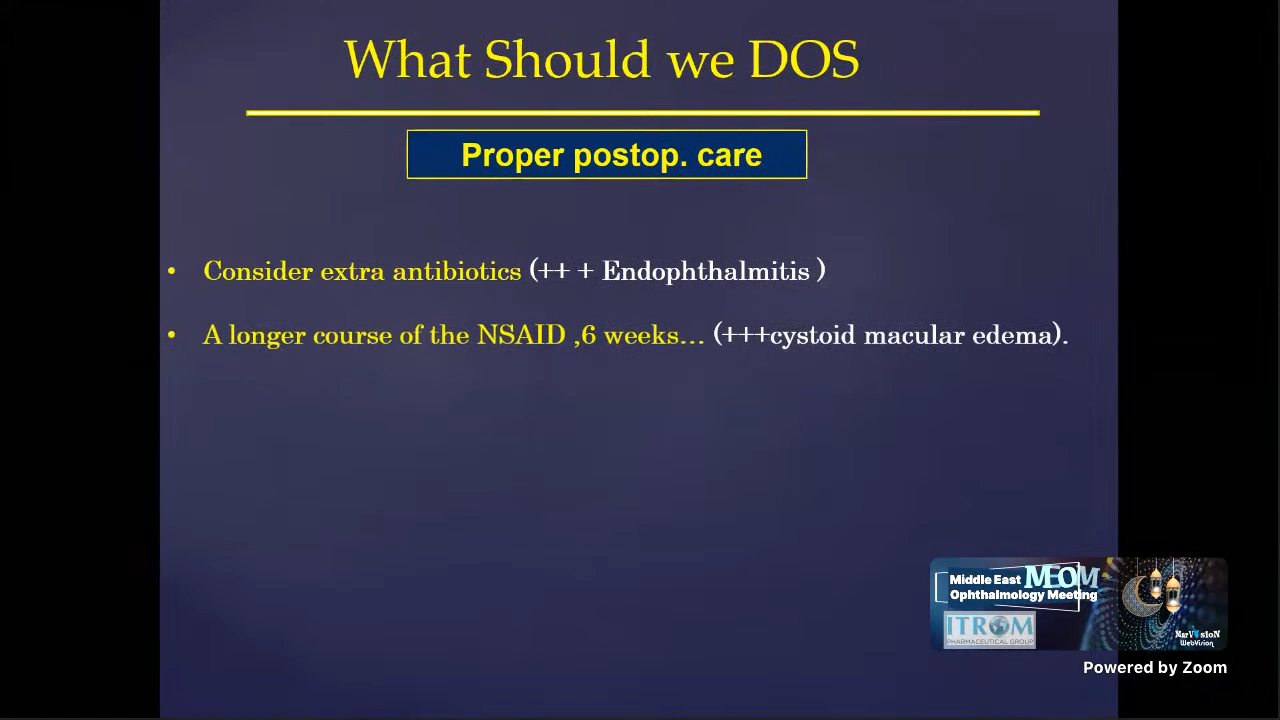 What Should we DOS
Proper postop. care
• Consider extra antibiotics (++ + Endophthalmitis )
• A longer course of the NSAID ,6 weeks… (+++cystoid macular edema).
Middle East MEOM
Ophthalmology Meeting
ITROM
PHARMACEUTICAL GROUP
MarVisioN
WebVision
Powered by Zoom